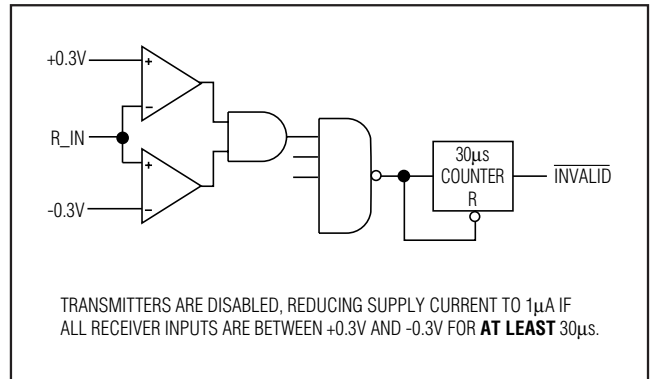 +0.3V
+
-
R_IN
+
-
-0.3V
30µs
COUNTER
R
INVALID
TRANSMITTERS ARE DISABLED, REDUCING SUPPLY CURRENT TO 1µA IF
ALL RECEIVER INPUTS ARE BETWEEN +0.3V AND -0.3V FOR AT LEAST 30µs.